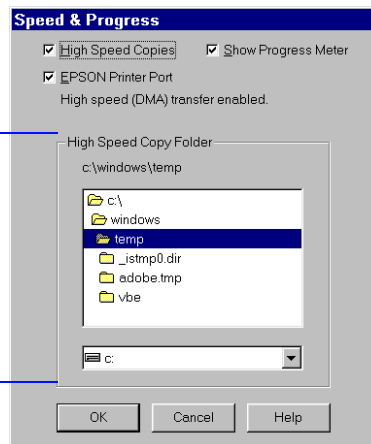 Speed & Progress
High Speed Copies Show Progress Meter
EPSON Printer Port
High speed (DMA) transfer enabled.
High Speed Copy Folder
c:\windows\temp
c:\
windows
temp
_istmp0.dir
adobe.tmp
vbe
c:
OK Cancel Help